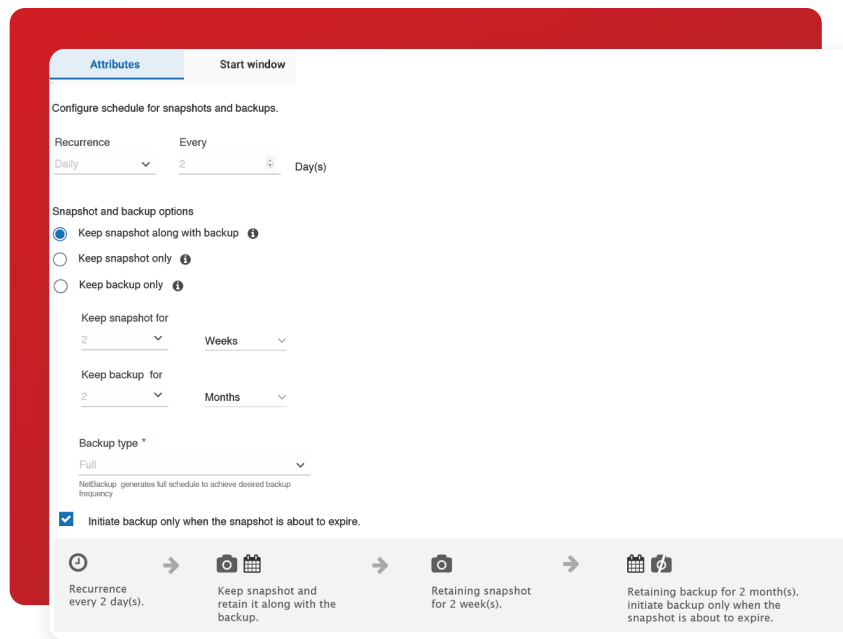 Attributes
Start window
Configure schedule for snapshots and backups.
Recurrence
Every
Daily
2
Day(s)
Snapshot and backup options
Keep snapshot along with backup
Keep snapshot only
Keep backup only
Keep snapshot for
2
Weeks
Keep backup for
2
Months
Backup type *
Full
NetBackup generates full schedule to achieve desired backup
frequency
Initiate backup only when the snapshot is about to expire.
Recurrence
every 2 day(s).
Keep snapshot and
retain it along with the
backup.
Retaining snapshot
for 2 week(s).
Retaining backup for 2 month(s).
initiate backup only when the
snapshot is about to expire.